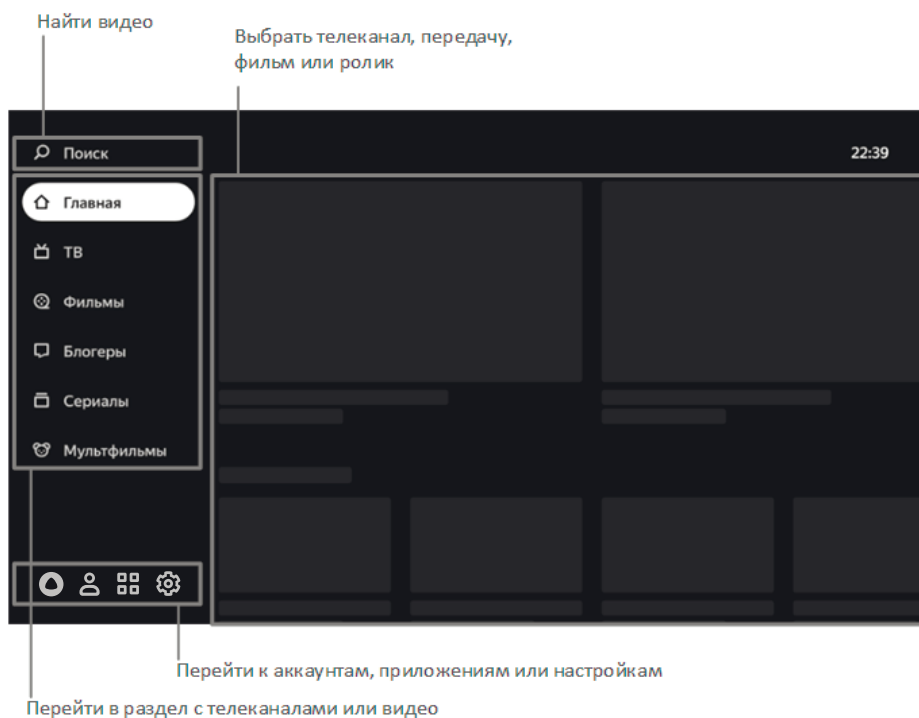 Найти видео
Выбрать телеканал, передачу,
фильм или ролик
Поиск
22:39
Главная
ТВ
Фильмы
Блогеры
Сериалы
Мультфильмы
Перейти к аккаунтам, приложениям или настройкам
Перейти в раздел с телеканалами или видео